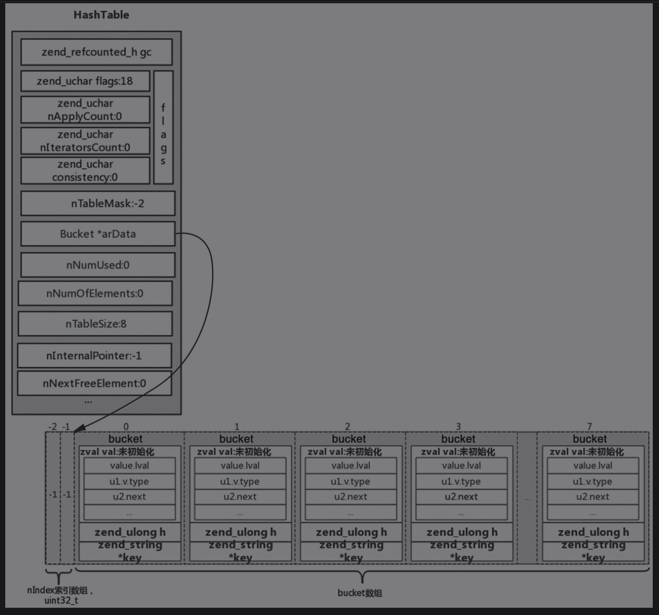 HashTable
zend_refcounted_h gc
zend_uchar flags:18
zend_uchar
nApplyCount:0
zend_uchar
nIteratorsCount:0
zend_uchar
consistency:0
f
l
a
g
s
nTableMask:-2
Bucket *arData
nNumUsed:0
nNumOfElements:0
nTableSize:8
nInternalPointer:-1
nNextFreeElement:0
...
-2 -1 0 1 2 3 7
bucket bucket bucket bucket bucket
zval val:未初始化 zval val:未初始化 zval val:未初始化 zval val:未初始化 zval val:未初始化
value.lval value.lval value.lval value.lval value.lval
u1.v.type u1.v.type u1.v.type u1.v.type u1.v.type
-1 -1 u2.next u2.next u2.next u2.next ... u2.next
... ... ... ... ...
zend_ulong h zend_ulong h zend_ulong h zend_ulong h zend_ulong h
zend_string zend_string zend_string zend_string zend_string
*key *key *key *key *key
nIndex索引数组，
uint32_t
bucket数组